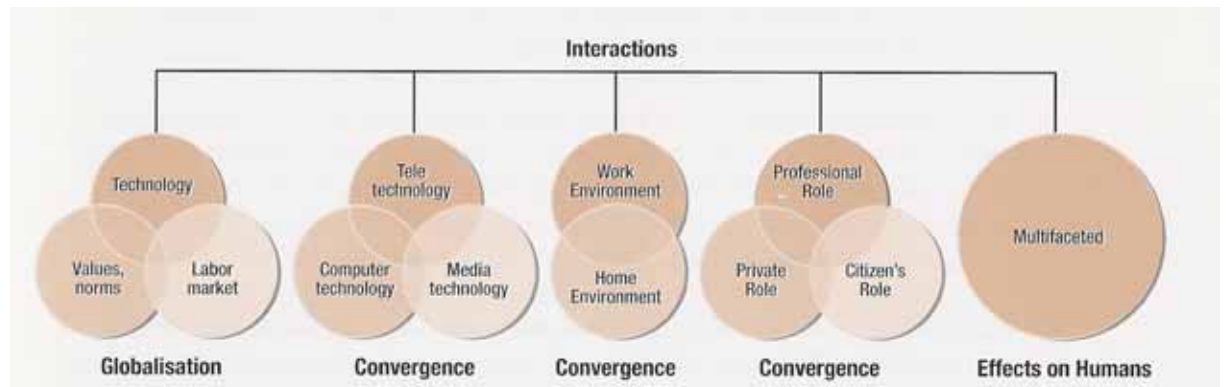 Interactions
Technology
Values,
norms
Labor
market
Globalisation
Tele
technology
Computer
technology
Media
technology
Convergence
Work
Environment
Home
Environment
Convergence
Professional
Role
Private
Role
Citizen's
Role
Convergence
Multifaceted
Effects on Humans